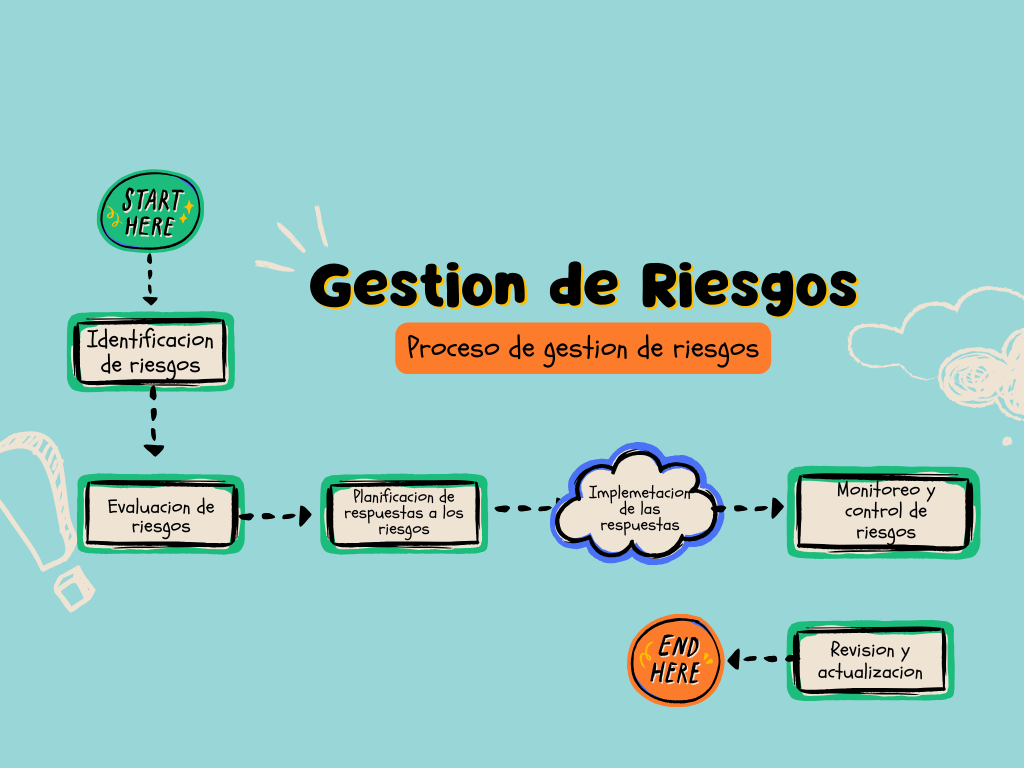 START
HERE
Gestion de Riesgos
Proceso de gestion de riesgos
Identificacion
de riesgos
Evaluacion de
riesgos
Planificacion de
respuestas a los
riesgos
Implemetacion
de las
respuestas
Monitoreo y
control de
riesgos
Revision y
actualizacion
END
HERE